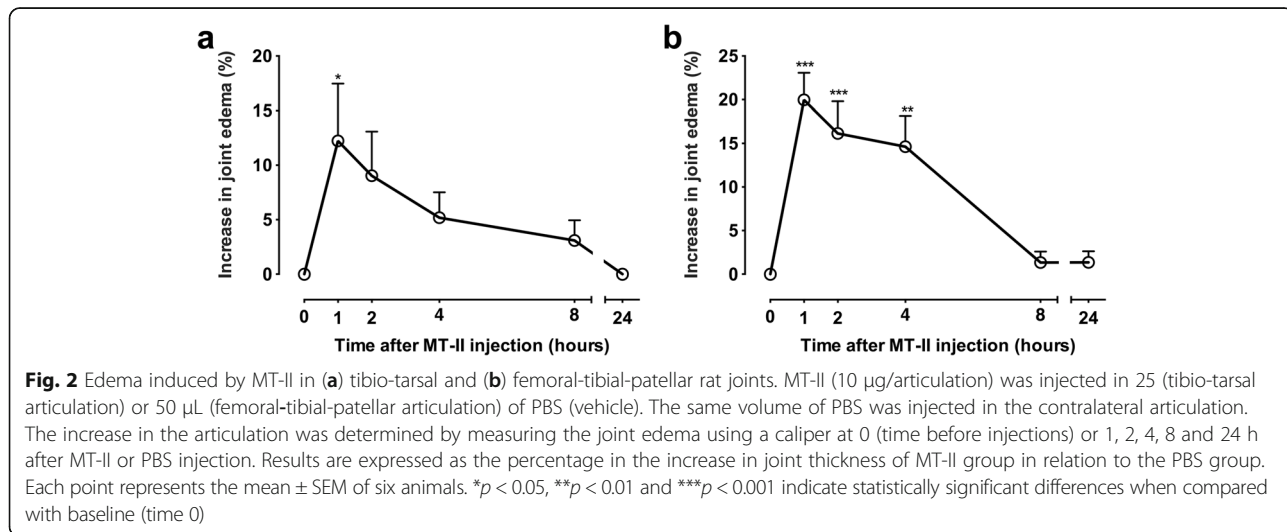 a
b
Increase in joint edema (%)
20
15
10
5
0
*
0 1 2 4 8 24
Time after MT-II injection (hours)
Increase in joint edema (%)
25
20
15
10
5
0
***
***
**
0 1 2 4 8 24
Time after MT-II injection (hours)
Fig. 2 Edema induced by MT-II in (a) tibio-tarsal and (b) femoral-tibial-patellar rat joints. MT-II (10 μg/articulation) was injected in 25 (tibio-tarsal
articulation) or 50 μL (femoral-tibial-patellar articulation) of PBS (vehicle). The same volume of PBS was injected in the contralateral articulation.
The increase in the articulation was determined by measuring the joint edema using a caliper at 0 (time before injections) or 1, 2, 4, 8 and 24 h
after MT-II or PBS injection. Results are expressed as the percentage in the increase in joint thickness of MT-II group in relation to the PBS group.
Each point represents the mean ± SEM of six animals. *p < 0.05, **p < 0.01 and ***p < 0.001 indicate statistically significant differences when compared
with baseline (time 0)